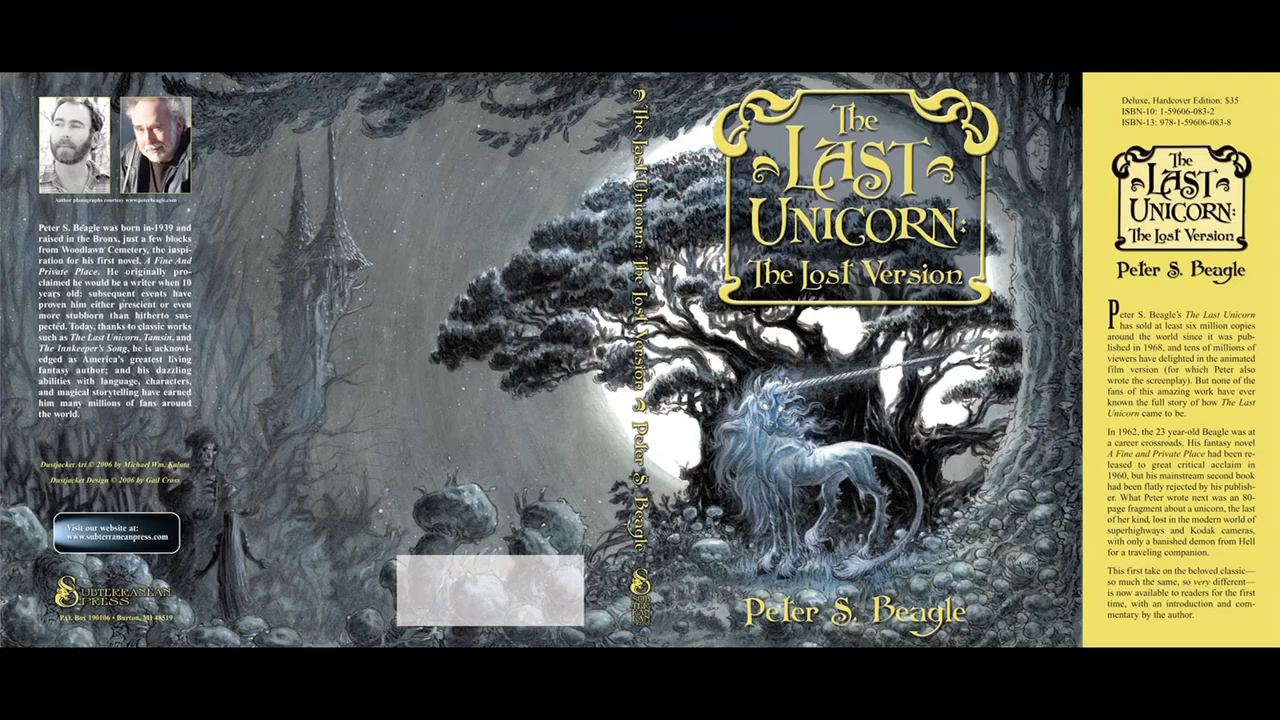 Author photographs courtesy www.peterbeagle.com
Peter S. Beagle was born in 1939 and
raised in the Bronx, just a few blocks
from Woodlawn Cemetery, the inspi-
ration for his first novel, A Fine And
Private Place. He originally pro-
claimed he would be a writer when 10
years old: subsequent events have
proven him either prescient or even
more stubborn than hitherto sus-
pected. Today, thanks to classic works
such as The Last Unicorn, Tamsin, and
The Innkeeper's Song, he is acknowl-
edged as America's greatest living
fantasy author; and his dazzling
abilities with language, characters,
and magical storytelling have earned
him many millions of fans around
the world.
Dustjacket Art © 2006 by Michael Wm. Kaluta
Dustjacket Design © 2006 by Gail Cross
Visit our website at:
www.subterraneanpress.com
SUBTERRANEAN
PRESS
P.O. Box 190106 • Burton, MI 48519
The Last Unicorn: The Lost Version Peter S. Beagle
SUB
TER
RAN
EAN
The
LAST
UNICORN:
The Lost Version
Peter S. Beagle
Deluxe, Hardcover Edition: $35
ISBN-10: 1-59606-083-2
ISBN-13: 978-1-59606-083-8
The
LAST
UNICORN:
The Lost Version
Peter S. Beagle
Peter S. Beagle's The Last Unicorn
has sold at least six million copies
around the world since it was pub-
lished in 1968, and tens of millions of
viewers have delighted in the animated
film version (for which Peter also
wrote the screenplay). But none of the
fans of this amazing work have ever
known the full story of how The Last
Unicorn came to be.
In 1962, the 23 year-old Beagle was at
a career crossroads. His fantasy novel
A Fine and Private Place had been re-
leased to great critical acclaim in
1960, but his mainstream second book
had been flatly rejected by his publish-
er. What Peter wrote next was an 80-
page fragment about a unicorn, the last
of her kind, lost in the modern world of
superhighways and Kodak cameras,
with only a banished demon from Hell
for a traveling companion.
This first take on the beloved classic—
so much the same, so very different—
is now available to readers for the first
time, with an introduction and com-
mentary by the author.